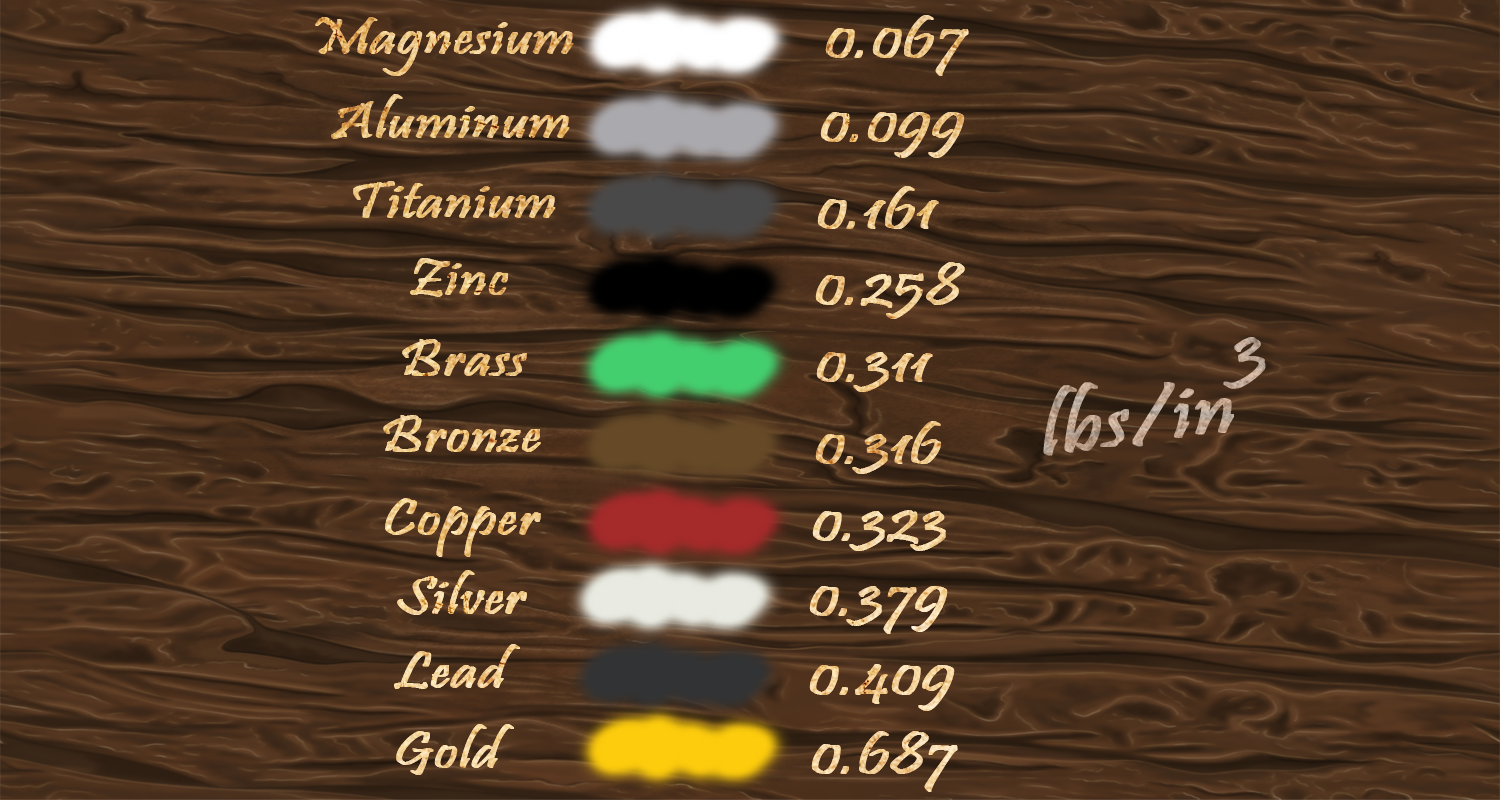 Magnesium 0.067
Aluminum 0.099
Titanium 0.161
Zinc 0.258
Brass 0.311
Bronze 0.316
lbs/in³
Copper 0.323
Silver 0.379
Lead 0.409
Gold 0.687